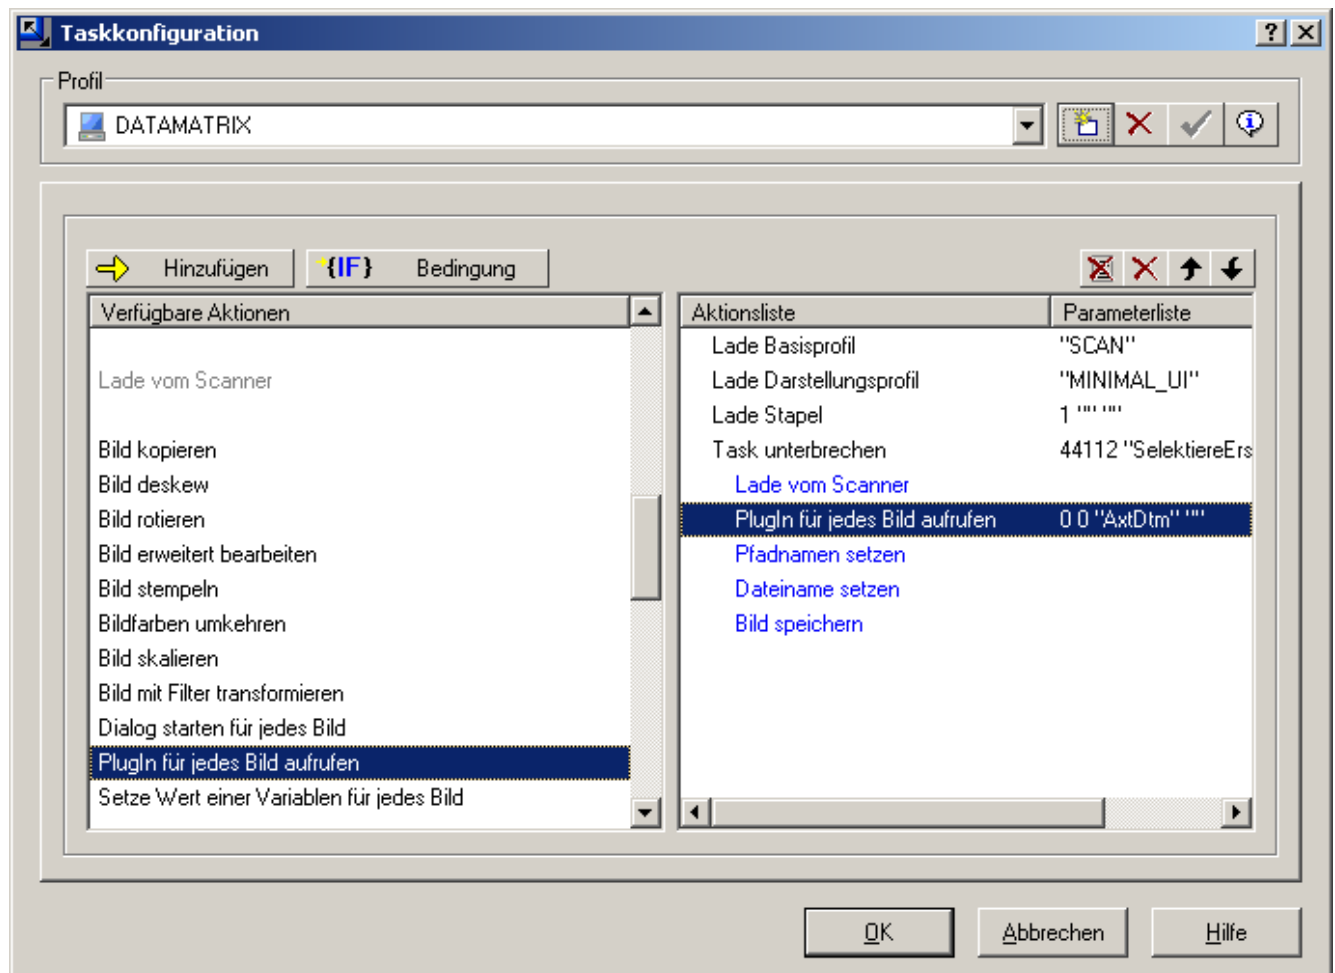 Taskkonfiguration
Profil
DATAMATRIX
Hinzufügen
{IF} Bedingung
Verfügbare Aktionen
Lade vom Scanner
Bild kopieren
Bild deskew
Bild rotieren
Bild erweitert bearbeiten
Bild stempeln
Bildfarben umkehren
Bild skalieren
Bild mit Filter transformieren
Dialog starten für jedes Bild
PlugIn für jedes Bild aufrufen
Setze Wert einer Variablen für jedes Bild
Aktionsliste Parameterliste
Lade Basisprofil "SCAN"
Lade Darstellungsprofil "MINIMAL_UI"
Lade Stapel 1 "" ""
Task unterbrechen 44112 "SelektiereErs
Lade vom Scanner
PlugIn für jedes Bild aufrufen 0 0 "AxtDtm" ""
Pfadnamen setzen
Dateiname setzen
Bild speichern
OK
Abbrechen
Hilfe